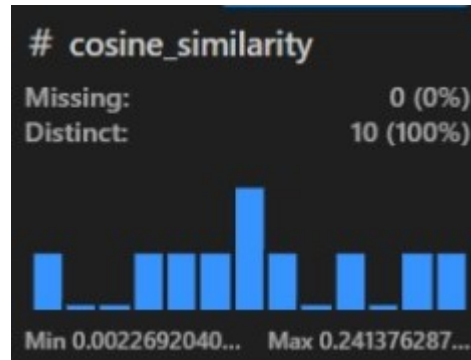 # cosine_similarity
Missing: 0 (0%)
Distinct: 10 (100%)
Min 0.0022692040... Max 0.241376287...